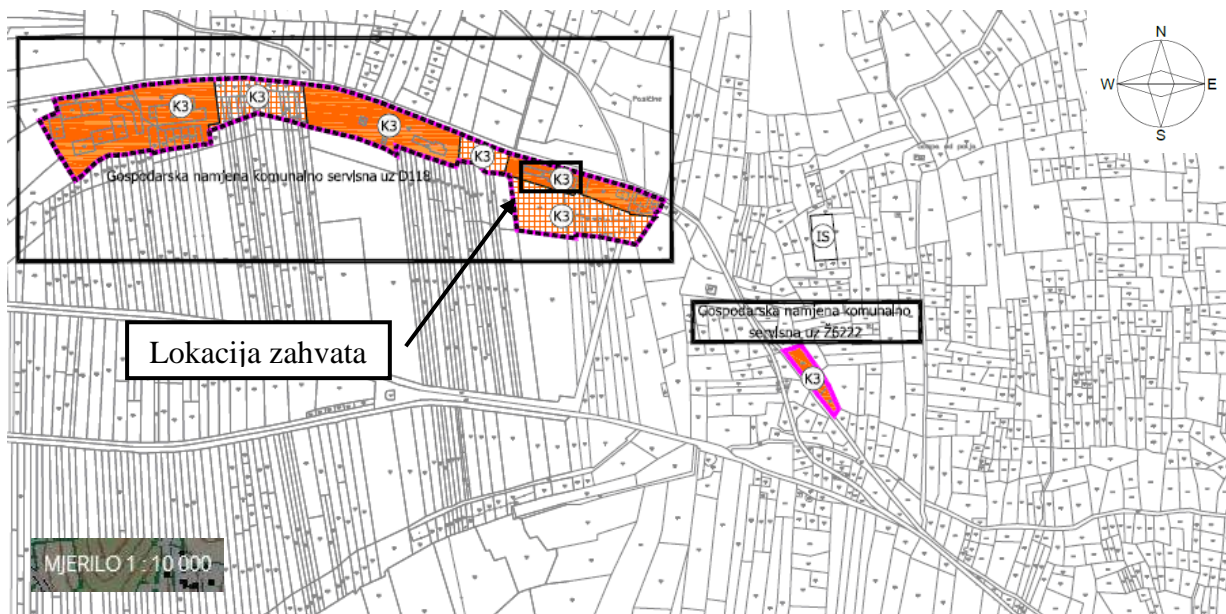 N
W E
S
K3
K3
K3
K3
K3
K3
Gospodarska namjena komunalno servisna uz D118
IS
Gospodarska namjena komunalno
servisna uz Ž6222
K3
Lokacija zahvata
MJERILO 1 : 10 000